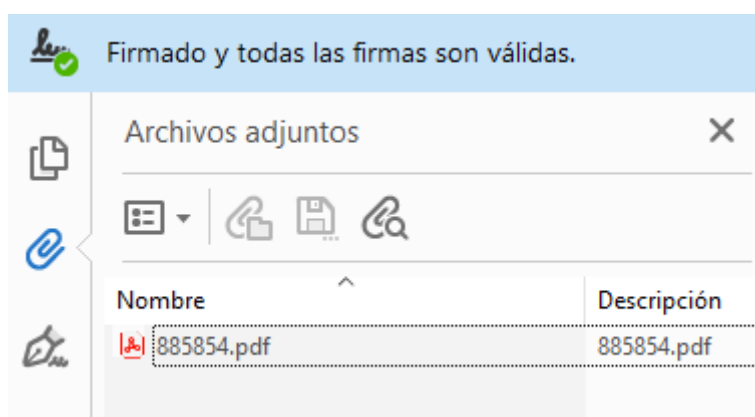 Firmado y todas las firmas son válidas.
Archivos adjuntos
Nombre Descripción
885854.pdf 885854.pdf